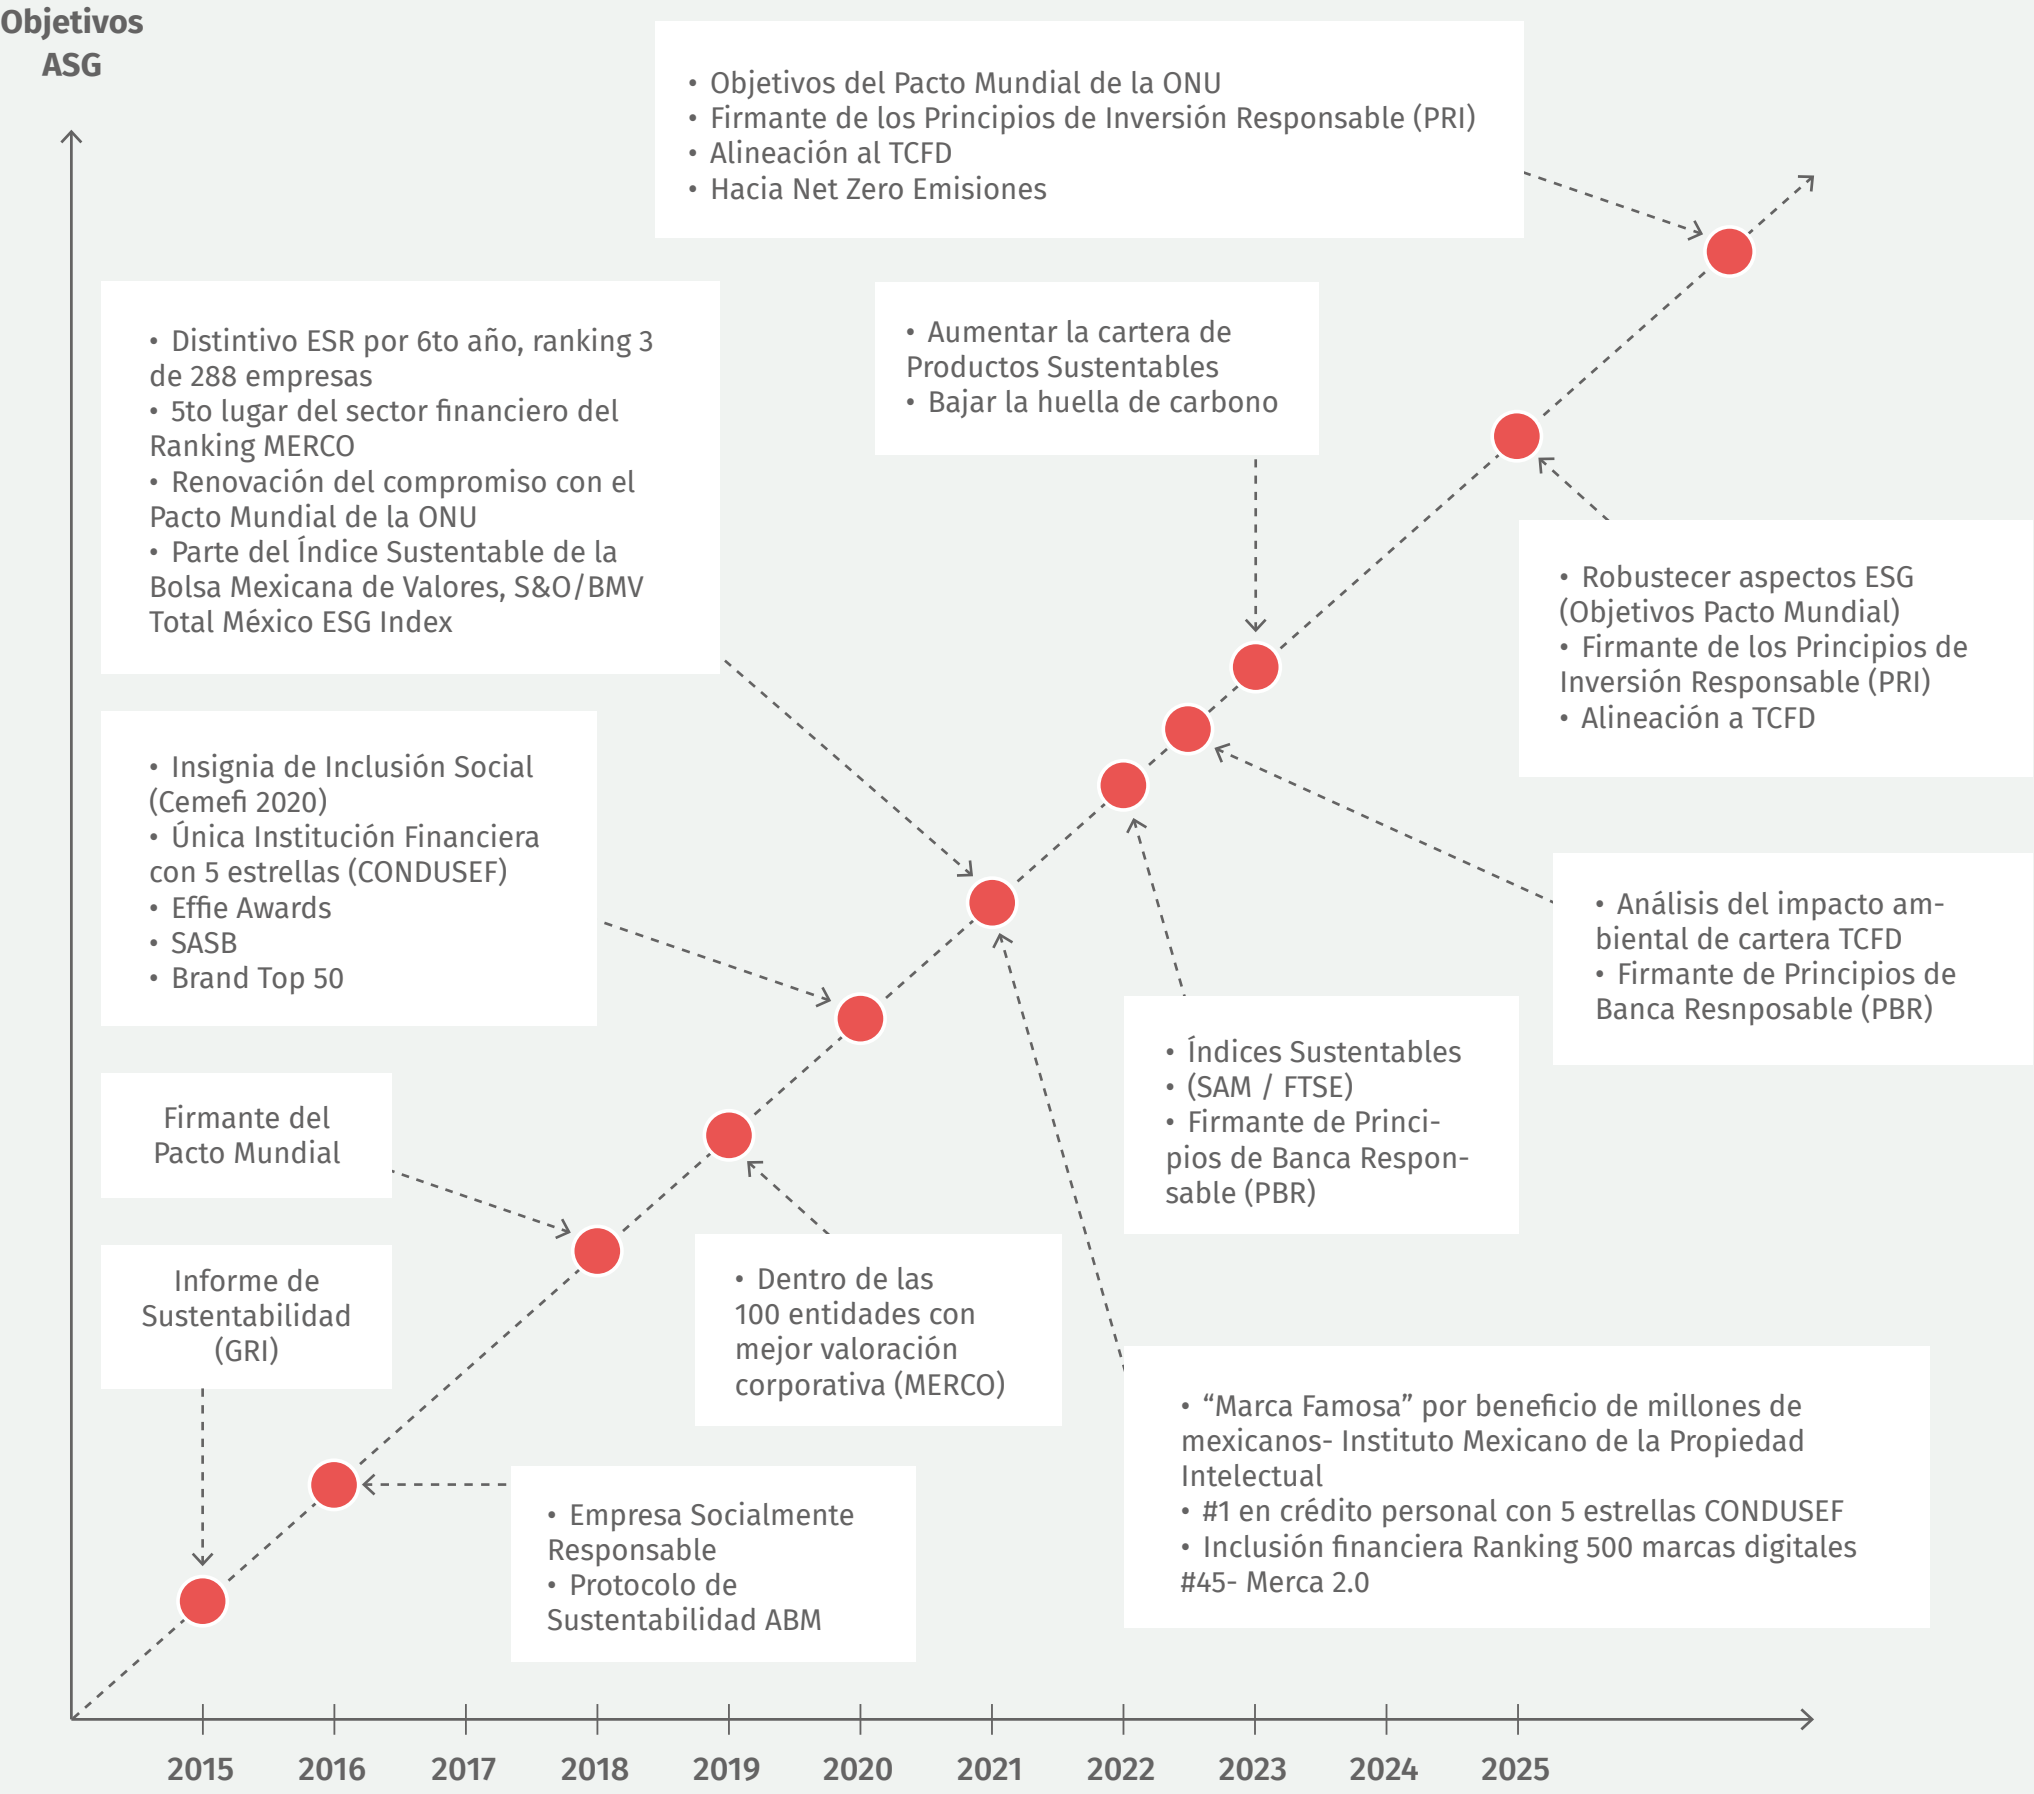 Objetivos
ASG
• Objetivos del Pacto Mundial de la ONU
• Firmante de los Principios de Inversión Responsable (PRI)
• Alineación al TCFD
• Hacia Net Zero Emisiones
• Distintivo ESR por 6to año, ranking 3
de 288 empresas
• 5to lugar del sector financiero del
Ranking MERCO
• Renovación del compromiso con el
Pacto Mundial de la ONU
• Parte del Índice Sustentable de la
Bolsa Mexicana de Valores, S&O/BMV
Total México ESG Index
• Aumentar la cartera de
Productos Sustentables
• Bajar la huella de carbono
• Robustecer aspectos ESG
(Objetivos Pacto Mundial)
• Firmante de los Principios de
Inversión Responsable (PRI)
• Alineación a TCFD
• Insignia de Inclusión Social
(Cemefi 2020)
• Única Institución Financiera
con 5 estrellas (CONDUSEF)
• Effie Awards
• SASB
• Brand Top 50
• Análisis del impacto am-
biental de cartera TCFD
• Firmante de Principios de
Banca Resnposable (PBR)
• Índices Sustentables
• (SAM / FTSE)
• Firmante de Princi-
pios de Banca Respon-
sable (PBR)
Firmante del
Pacto Mundial
Informe de
Sustentabilidad
(GRI)
• Dentro de las
100 entidades con
mejor valoración
corporativa (MERCO)
• “Marca Famosa” por beneficio de millones de
mexicanos- Instituto Mexicano de la Propiedad
Intelectual
• #1 en crédito personal con 5 estrellas CONDUSEF
• Inclusión financiera Ranking 500 marcas digitales
#45- Merca 2.0
• Empresa Socialmente
Responsable
• Protocolo de
Sustentabilidad ABM
2015 2016 2017 2018 2019 2020 2021 2022 2023 2024 2025